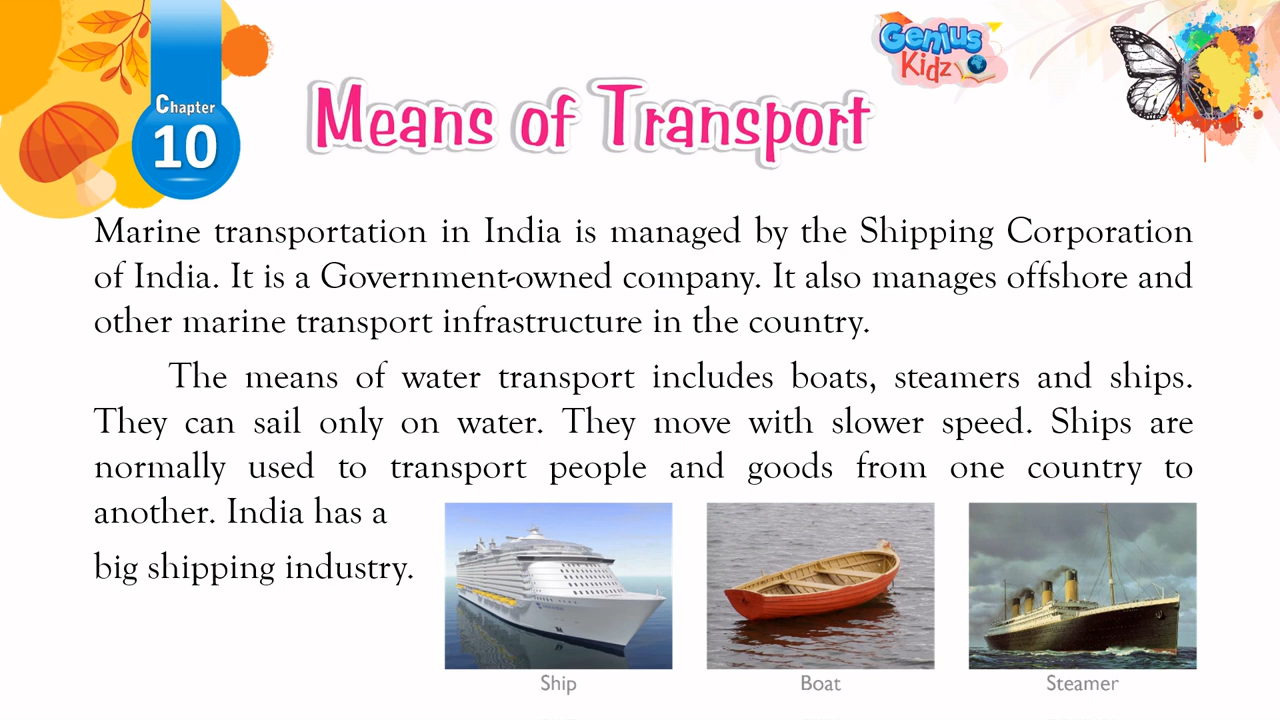 Chapter
10
Means of Transport
Genius
Kidz
Marine transportation in India is managed by the Shipping Corporation
of India. It is a Government-owned company. It also manages offshore and
other marine transport infrastructure in the country.
The means of water transport includes boats, steamers and ships.
They can sail only on water. They move with slower speed. Ships are
normally used to transport people and goods from one country to
another. India has a
big shipping industry.
Ship
Boat
Steamer